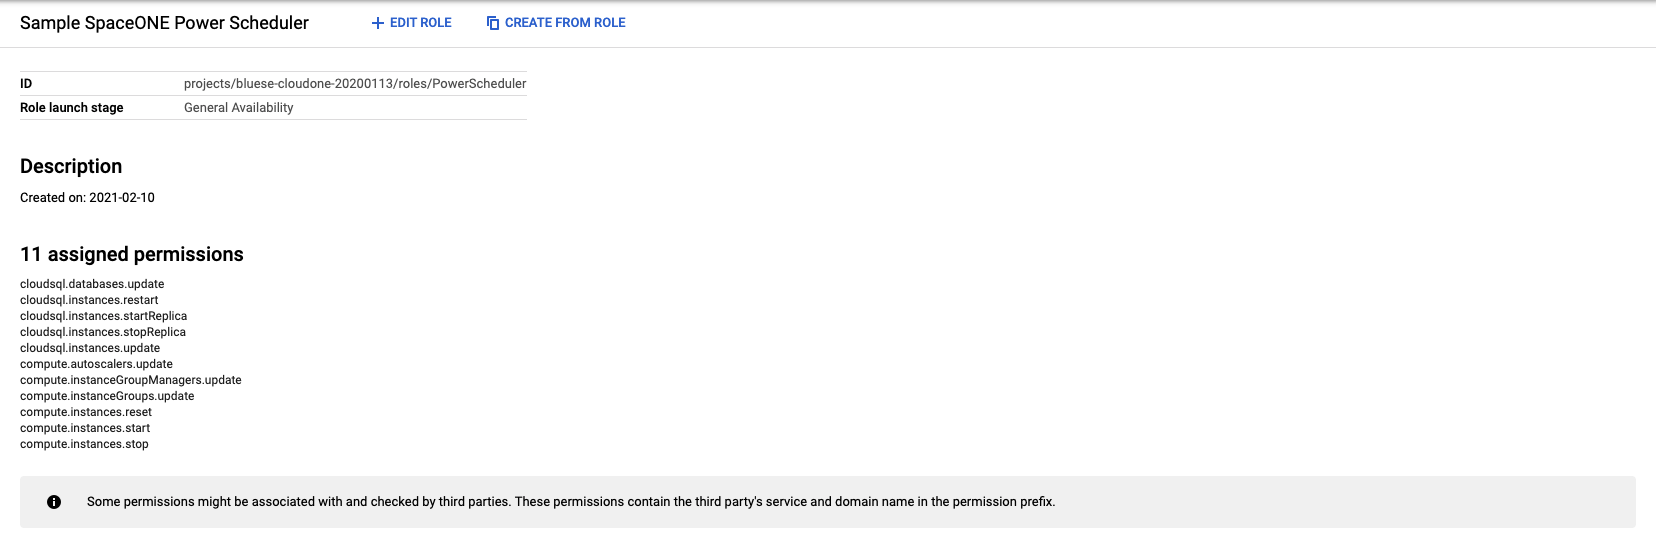 Sample SpaceONE Power Scheduler EDIT ROLE CREATE FROM ROLE
ID projects/bluese-cloudone-20200113/roles/PowerScheduler
Role launch stage General Availability
Description
Created on: 2021-02-10
11 assigned permissions
cloudsql.databases.update
cloudsql.instances.restart
cloudsql.instances.startReplica
cloudsql.instances.stopReplica
cloudsql.instances.update
compute.autoscalers.update
compute.instanceGroupManagers.update
compute.instanceGroups.update
compute.instances.reset
compute.instances.start
compute.instances.stop
Some permissions might be associated with and checked by third parties. These permissions contain the third party's service and domain name in the permission prefix.